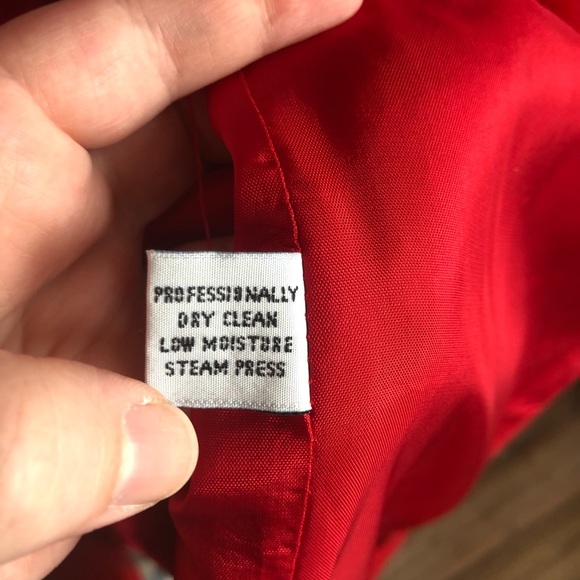 PROFESSIONALLY
DRY CLEAN
LOW MOISTURE
STEAM PRESS